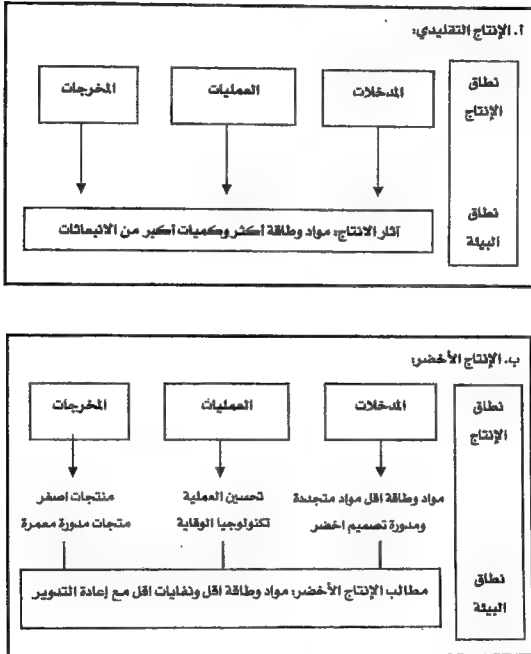 أ. الإنتاج التقليدي:
نطاق
الإنتاج
المدخلات
العمليات
المخرجات
نطاق
البيئة
آثار الانتاج: مواد وطاقة أكثر وكميات أكبر من الانبعاثات
ب. الإنتاج الأخضر:
نطاق
الإنتاج
المدخلات
العمليات
المخرجات
مواد وطاقة اقل مواد متجددة
ومدورة تصميم اخضر
تحسين العملية
تكنولوجيا الوقاية
منتجات اصغر
متجات مدورة معمرة
نطاق
البيئة
مطالب الإنتاج الأخضر: مواد وطاقة اقل ونفايات اقل مع إعادة التدوير